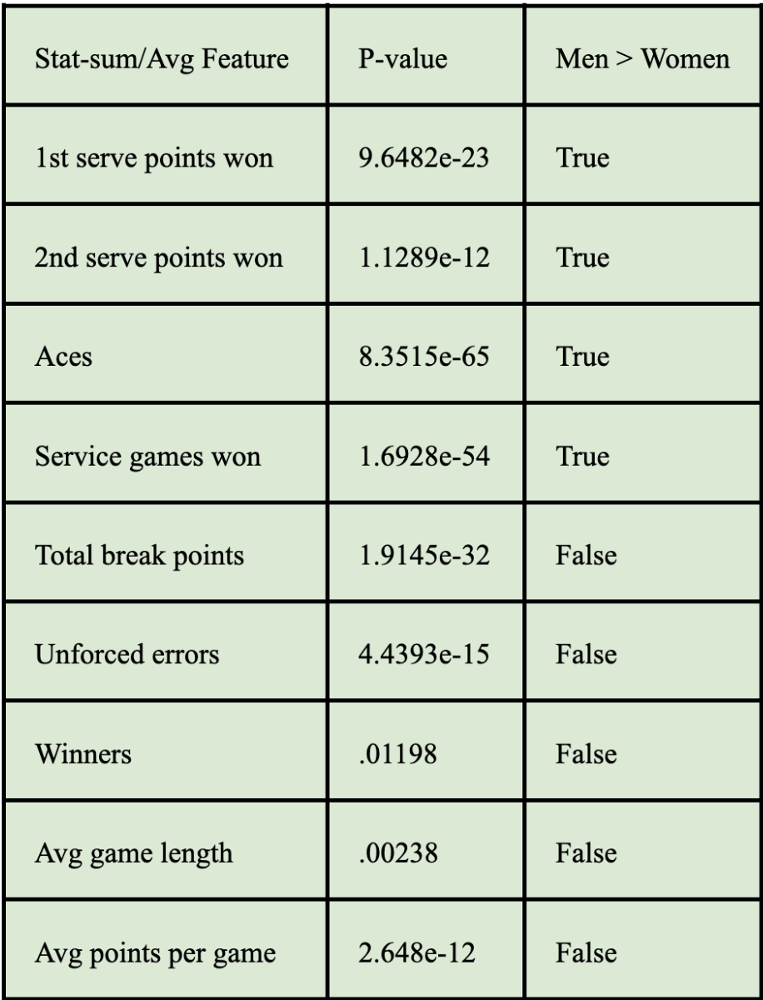 Stat-sum/Avg Feature P-value Men > Women
1st serve points won 9.6482e-23 True
2nd serve points won 1.1289e-12 True
Aces 8.3515e-65 True
Service games won 1.6928e-54 True
Total break points 1.9145e-32 False
Unforced errors 4.4393e-15 False
Winners .01198 False
Avg game length .00238 False
Avg points per game 2.648e-12 False